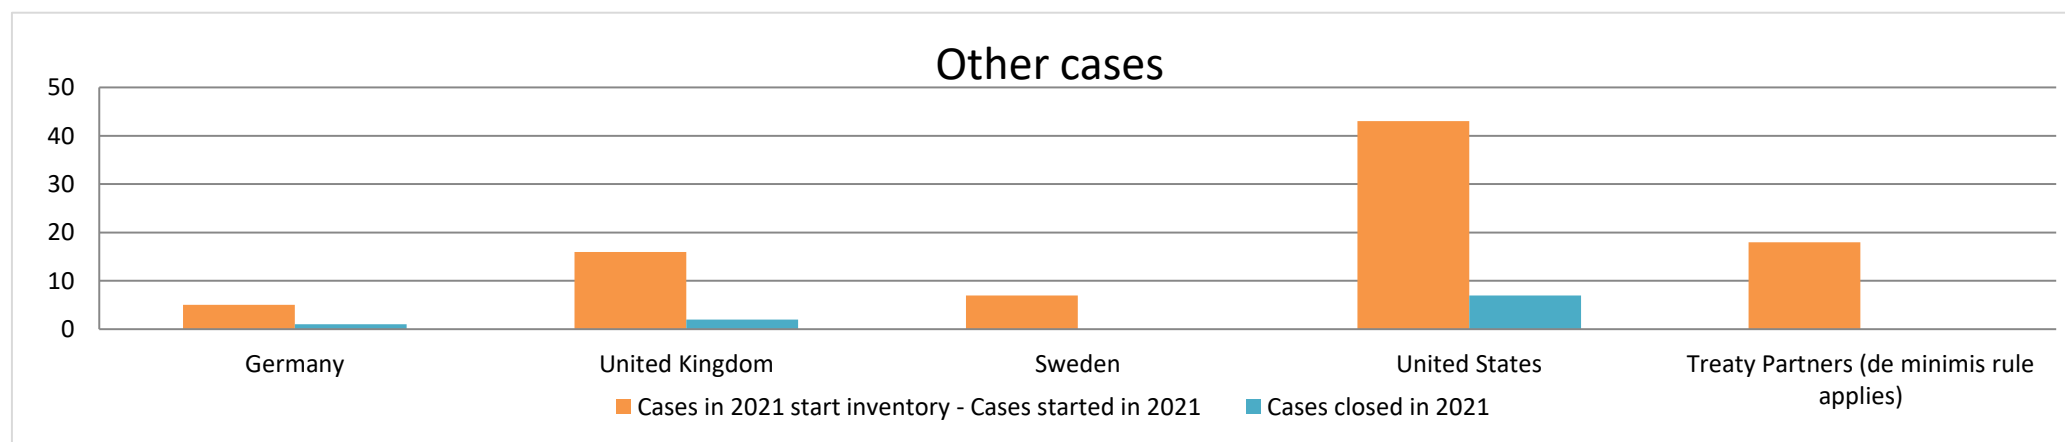 Other cases
50
40
30
20
10
0
Germany
United Kingdom
Sweden
United States
Treaty Partners (de minimis rule
applies)
Cases in 2021 start inventory - Cases started in 2021
Cases closed in 2021